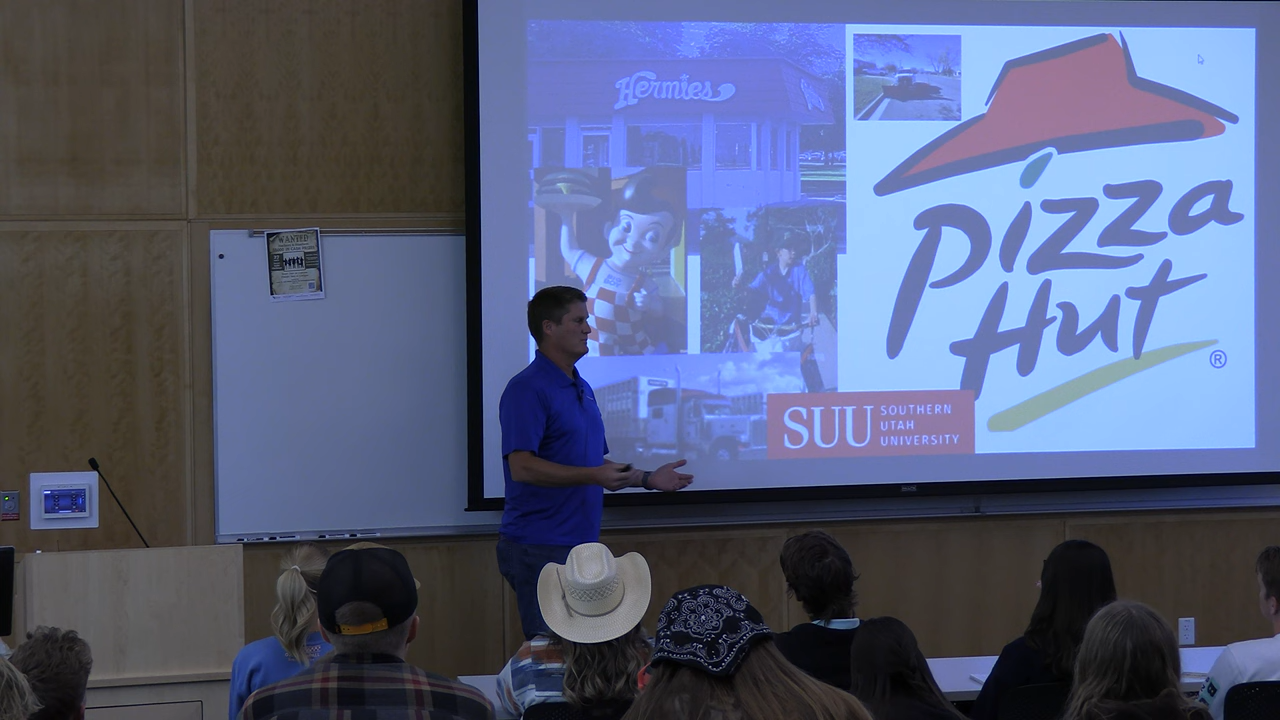 Hermies
Pizza
Hut
®
SUU
SOUTHERN
UTAH
UNIVERSITY
WANTED